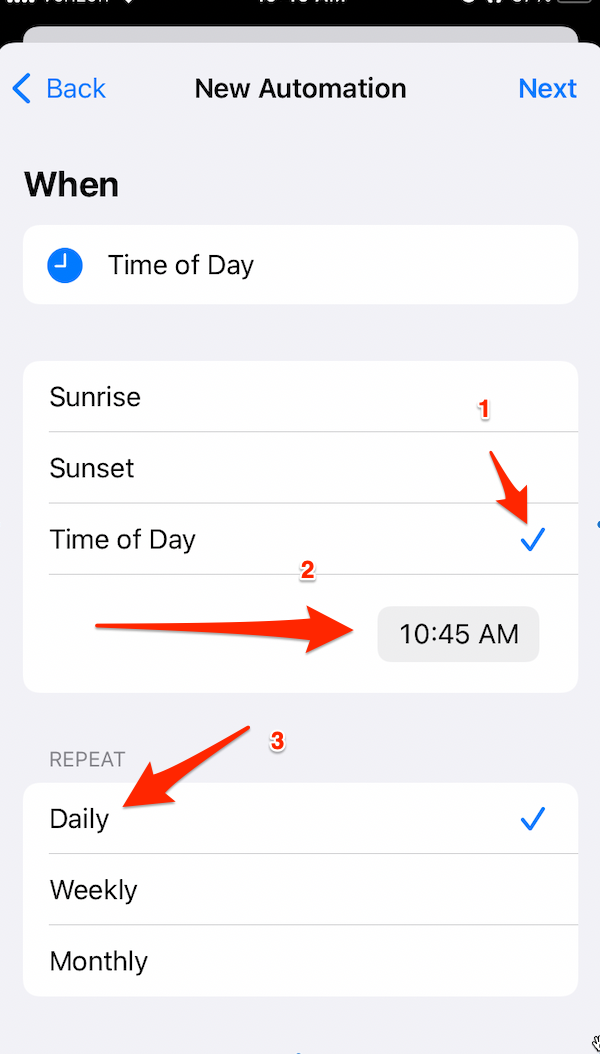 Back New Automation Next
When
Time of Day
Sunrise
1
Sunset
Time of Day
2
10:45 AM
3
REPEAT
Daily
Weekly
Monthly